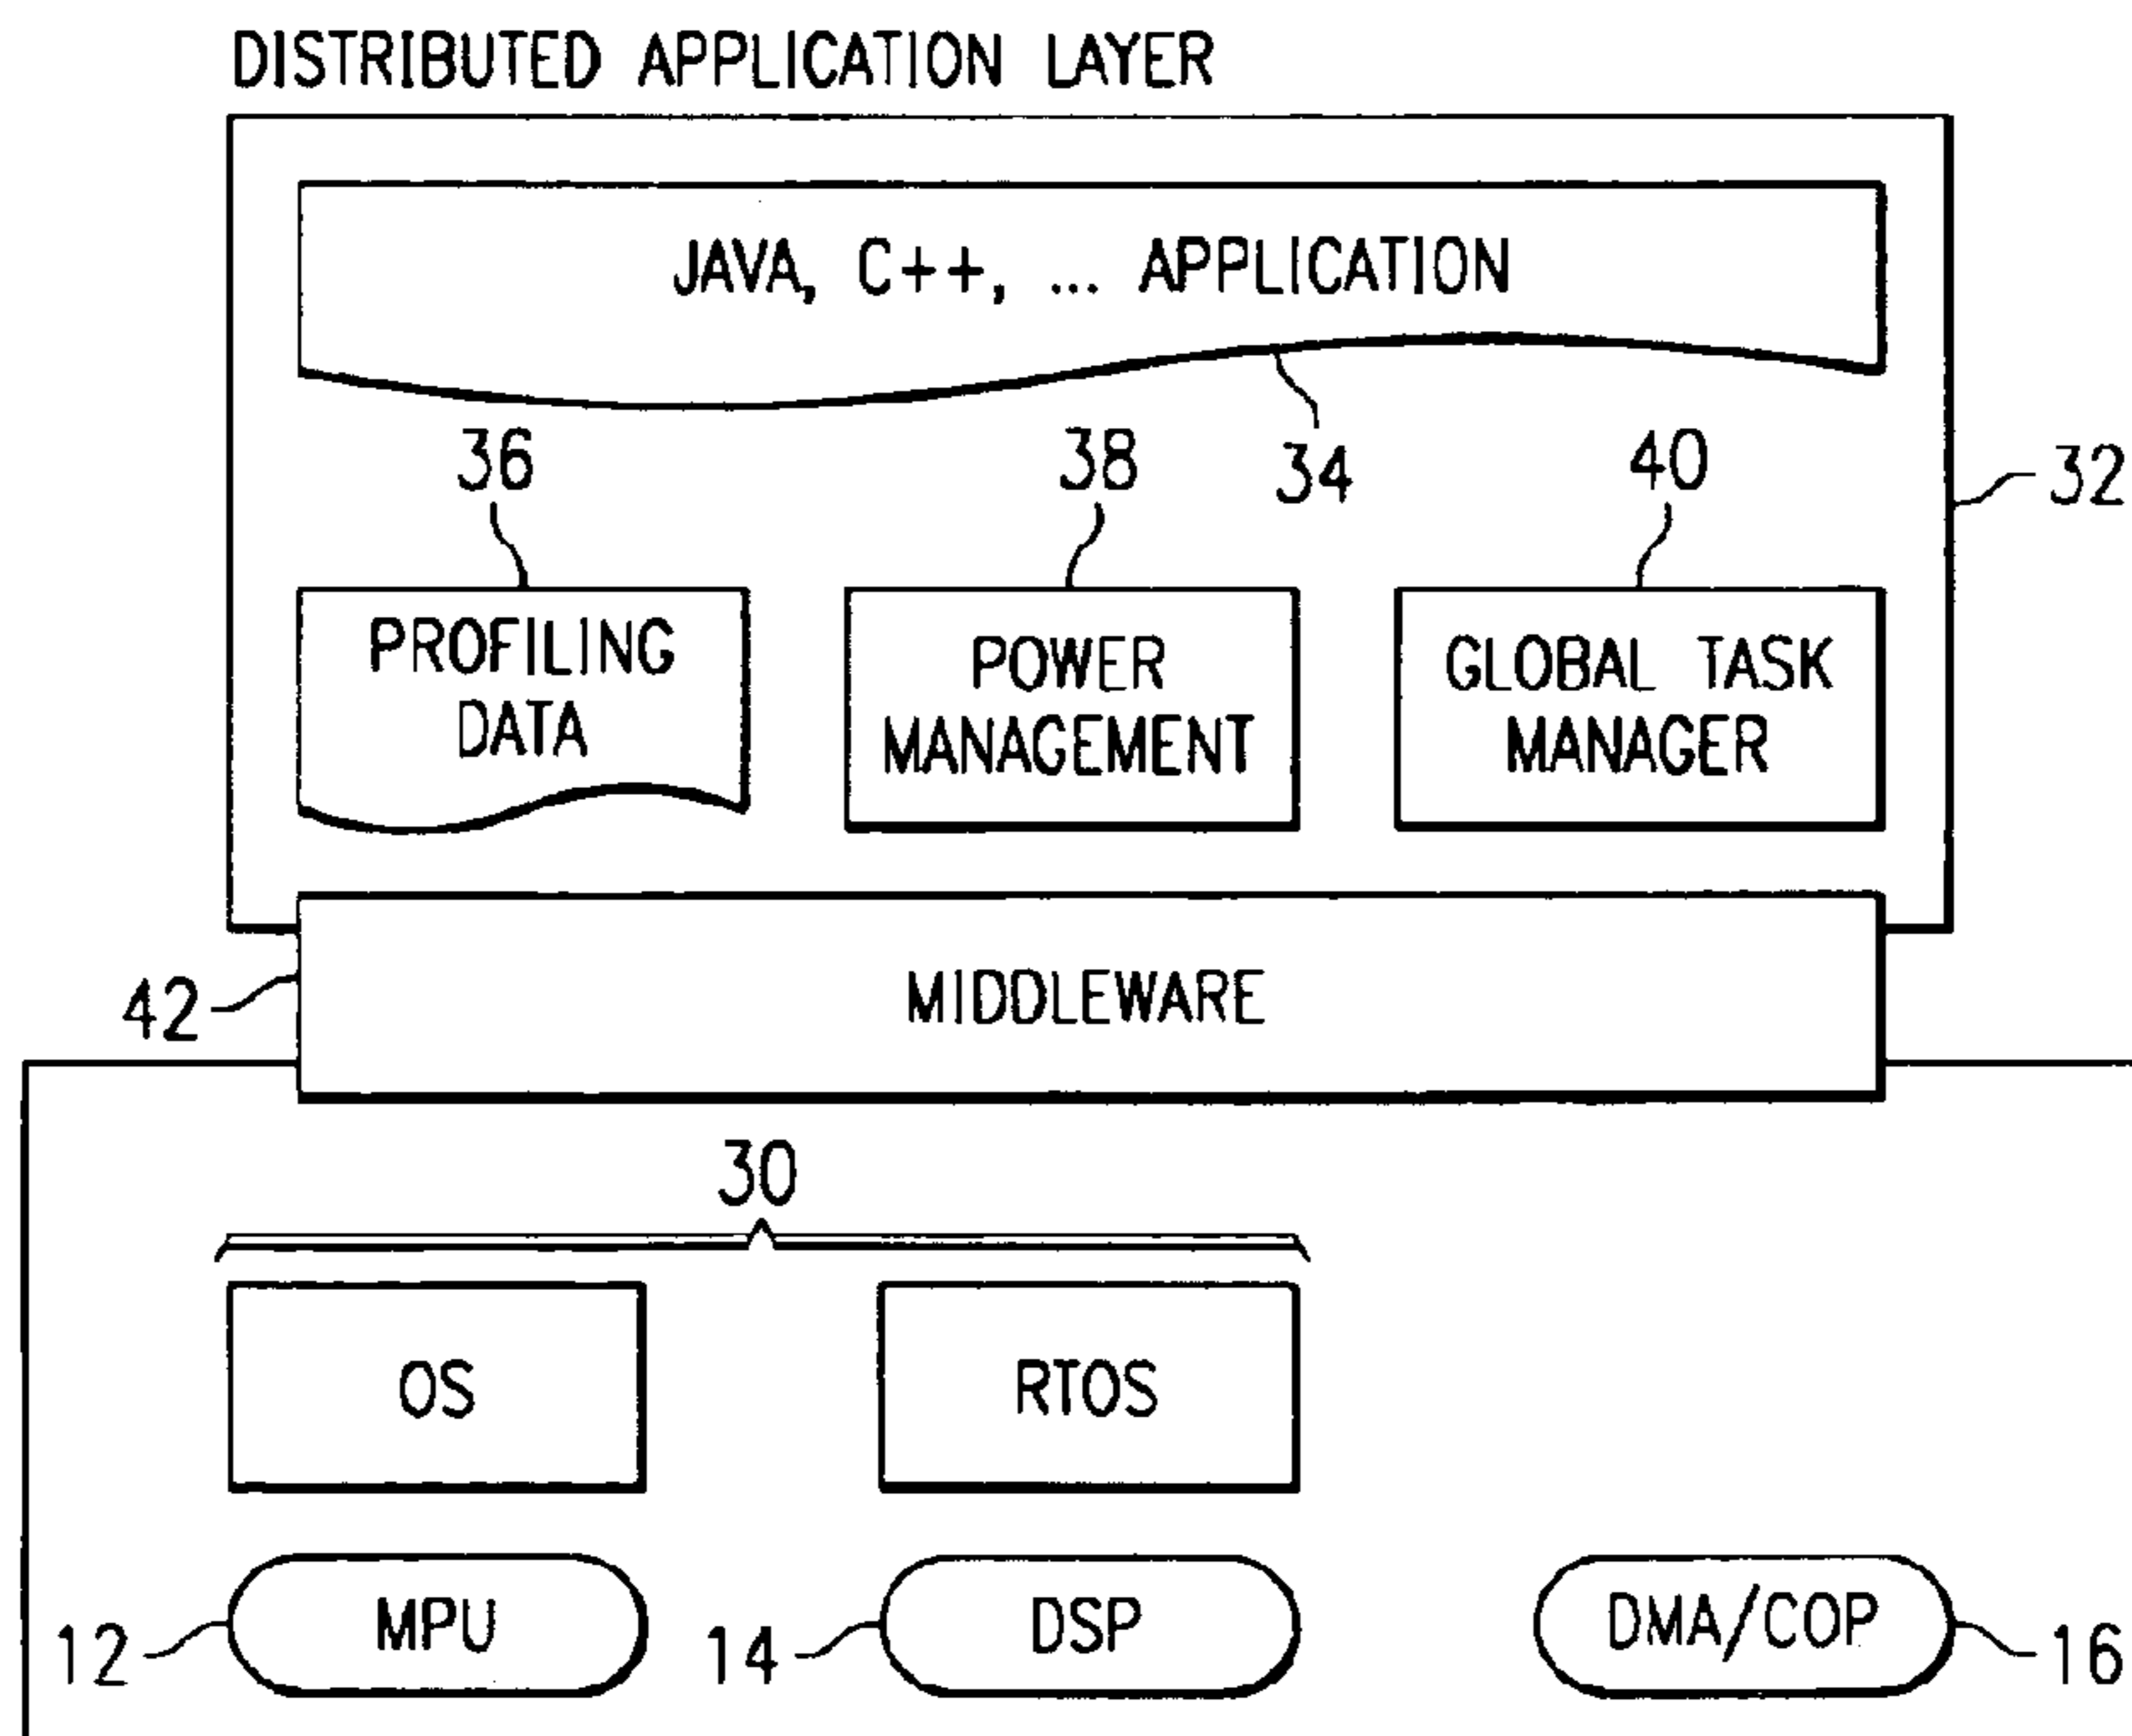 DISTRIBUTED APPLICATION LAYER
JAVA, C++, ... APPLICATION
36
38
34
40
32
PROFILING
DATA
POWER
MANAGEMENT
GLOBAL TASK
MANAGER
42
MIDDLEWARE
30
OS
RTOS
12
MPU
14
DSP
DMA/COP
16